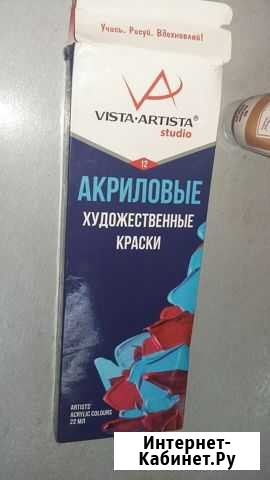 Учись. Рисуй. Вдохновляй!
VISTA-ARTISTA®
studio
12
АКРИЛОВЫЕ
ХУДОЖЕСТВЕННЫЕ
КРАСКИ
ARTISTS'
ACRYLIC COLOURS
22 МЛ
Интернет-
Кабинет.Ру